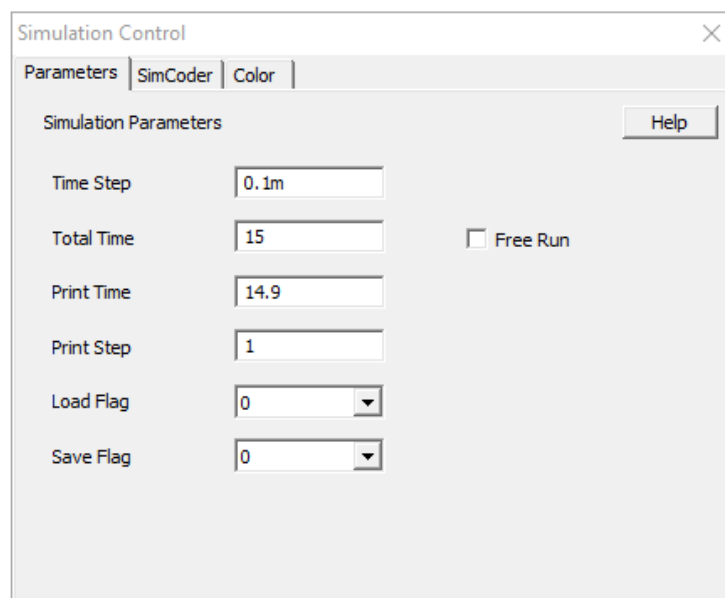 Simulation Control
Parameters SimCoder Color
Simulation Parameters Help
Time Step 0.1m
Total Time 15 Free Run
Print Time 14.9
Print Step 1
Load Flag 0
Save Flag 0